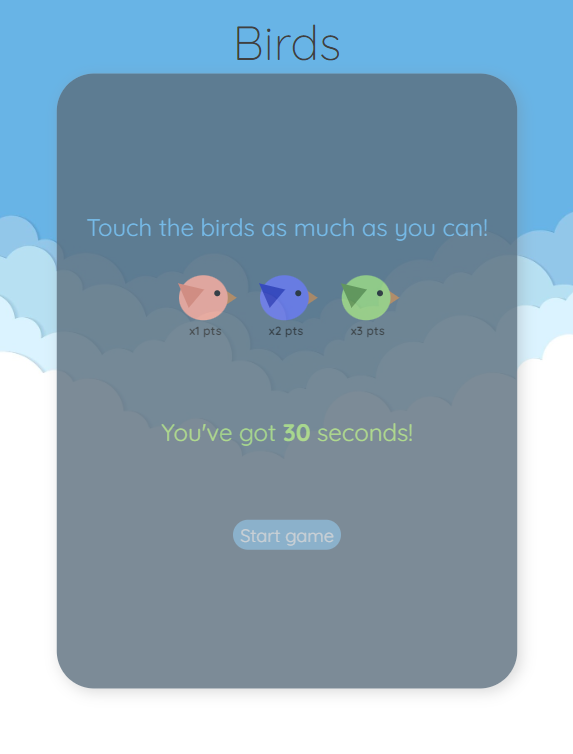 Birds
Touch the birds as much as you can!
x1 pts x2 pts x3 pts
You've got 30 seconds!
Start game